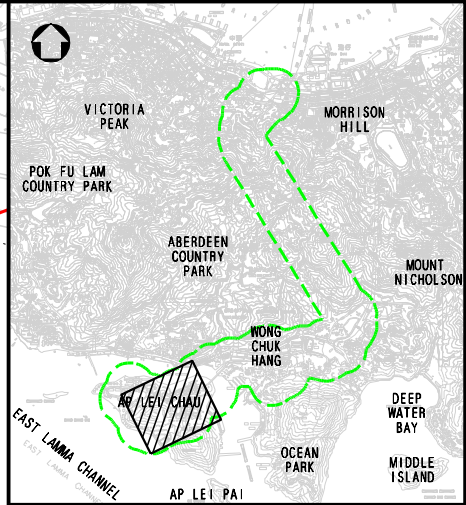 VICTORIA
PEAK
MORRISON
HILL
POK FU LAM
COUNTRY PARK
ABERDEEN
COUNTRY
PARK
MOUNT
NICHOLSON
WONG
CHUK
HANG
AP LEI CHAU
DEEP
WATER
BAY
EAST LAMMA CHANNEL
EAST LAMMA CHANNEL
OCEAN
PARK
MIDDLE
ISLAND
AP LEI PAI